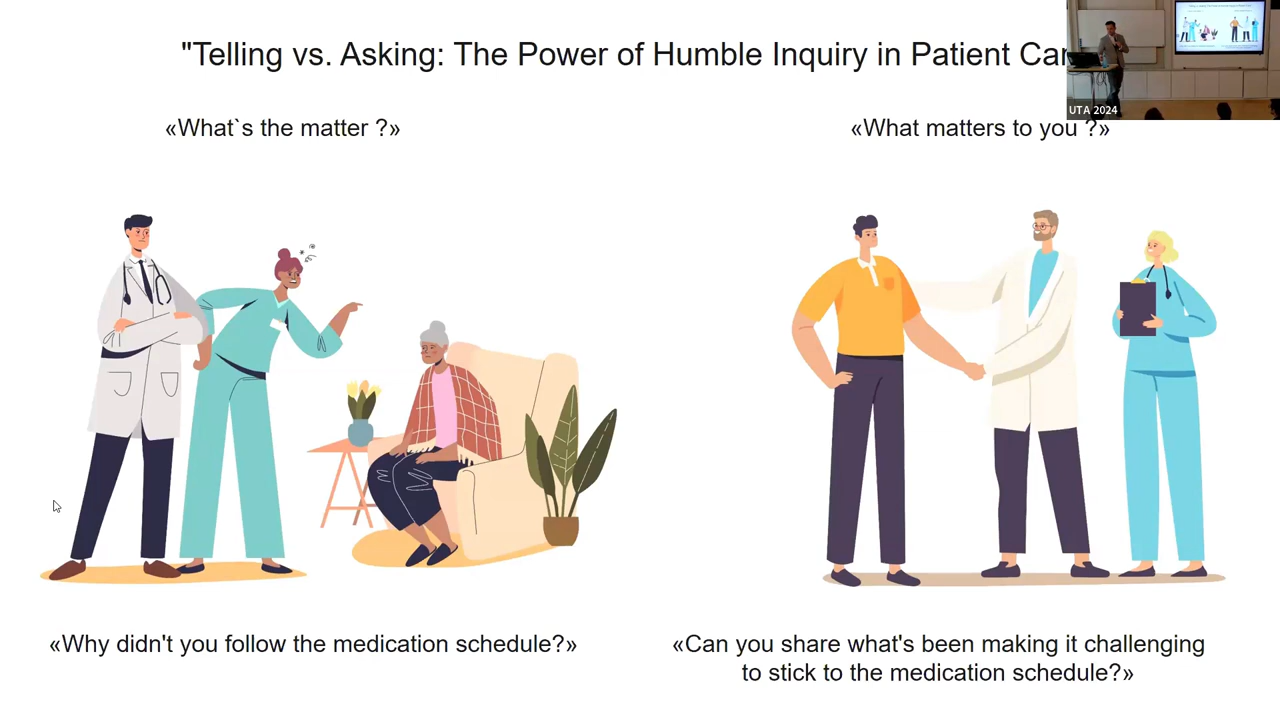 "Telling vs. Asking: The Power of Humble Inquiry in Patient Car
UTA 2024
«What`s the matter ?»
«What matters to you ?»
«Why didn't you follow the medication schedule?»
«Can you share what's been making it challenging
to stick to the medication schedule?»